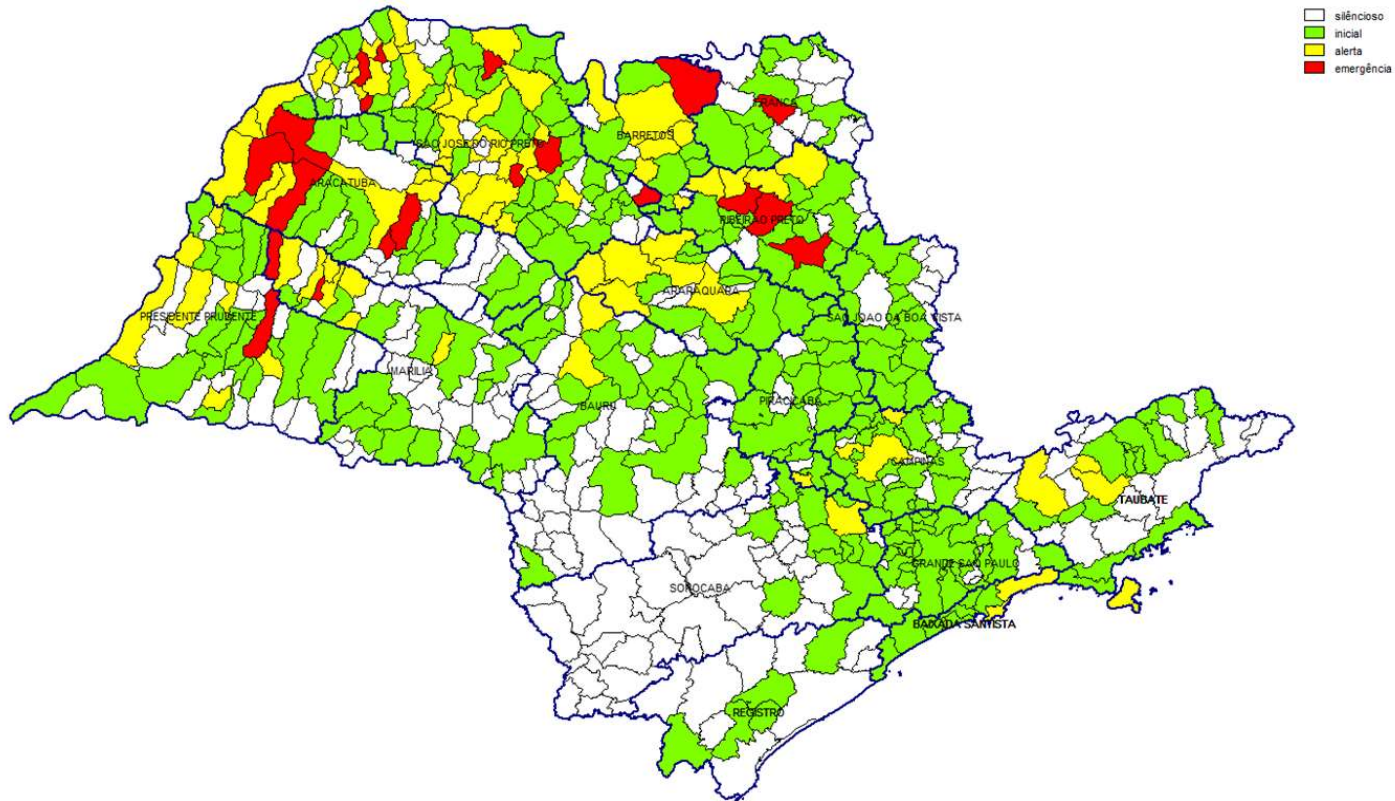 silêncioso
inicial
alerta
emergência
FRANCA
BARRETOS
SAO JOSE DO RIO PRETO
ARACATUBA
RIBEIRAO PRETO
ARARAQUARA
PRESIDENTE PRUDENTE
SAO JOAO DA BOA VISTA
MARILIA
BAURU
PIRACICABA
CAMPINAS
TAUBATE
GRANDE SAO PAULO
SOROCABA
BAIXADA SANTISTA
REGISTRO